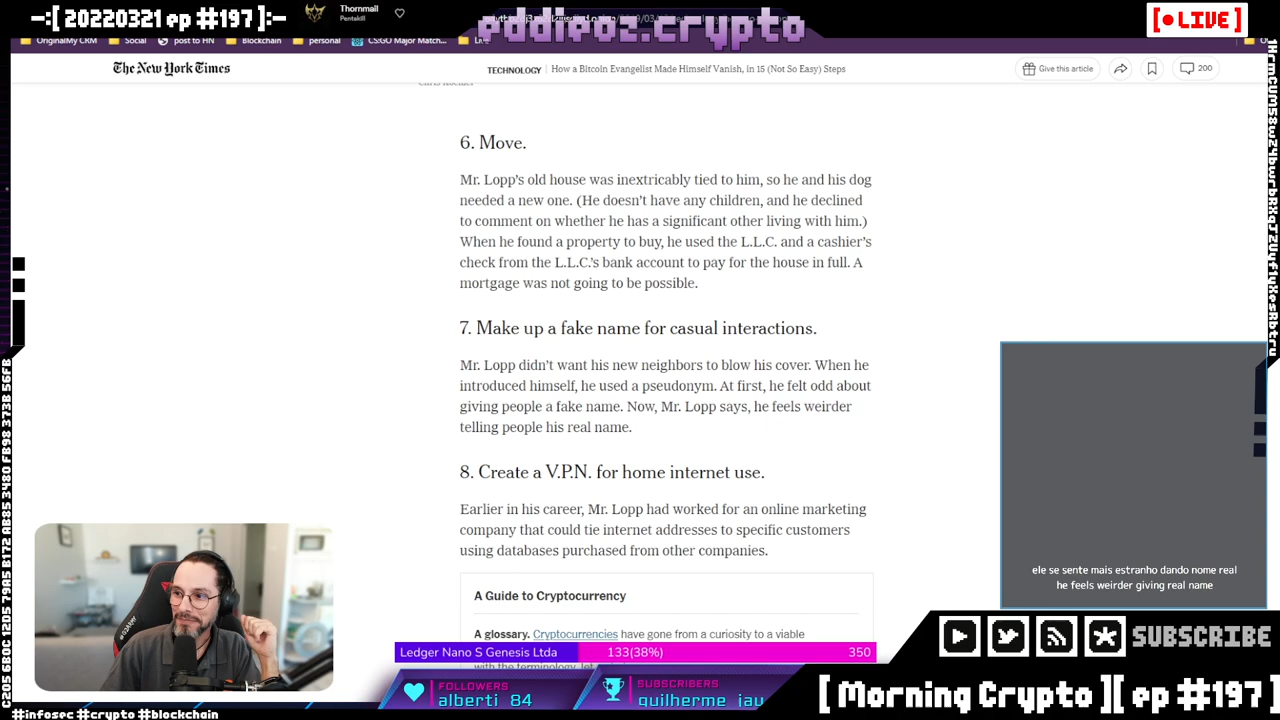 -:[ 20220321 ep #197 ]:-
Thornmail
Pentakill
eddieoz.crypto
[ • LIVE ]
OriginalMy CRM
Social
post to HN
Blockchain
personal
CS:GO Major Match...
Live
The New York Times
TECHNOLOGY
How a Bitcoin Evangelist Made Himself Vanish, in 15 (Not So Easy) Steps
Give this article
200
6. Move.
Mr. Lopp’s old house was inextricably tied to him, so he and his dog
needed a new one. (He doesn’t have any children, and he declined
to comment on whether he has a significant other living with him.)
When he found a property to buy, he used the L.L.C. and a cashier’s
check from the L.L.C.’s bank account to pay for the house in full. A
mortgage was not going to be possible.
7. Make up a fake name for casual interactions.
Mr. Lopp didn’t want his new neighbors to blow his cover. When he
introduced himself, he used a pseudonym. At first, he felt odd about
giving people a fake name. Now, Mr. Lopp says, he feels weirder
telling people his real name.
8. Create a V.P.N. for home internet use.
Earlier in his career, Mr. Lopp had worked for an online marketing
company that could tie internet addresses to specific customers
using databases purchased from other companies.
A Guide to Cryptocurrency
A glossary. Cryptocurrencies have gone from a curiosity to a viable
ele se sente mais estranho dando nome real
he feels weirder giving real name
Ledger Nano S Genesis Ltda
133(38%)
350
FOLLOWERS
alberti_84
SUBSCRIBERS
guilherme_jau_
SUBSCRIBE
[ Morning Crypto ][ ep #197 ]
#infosec #crypto #blockchain